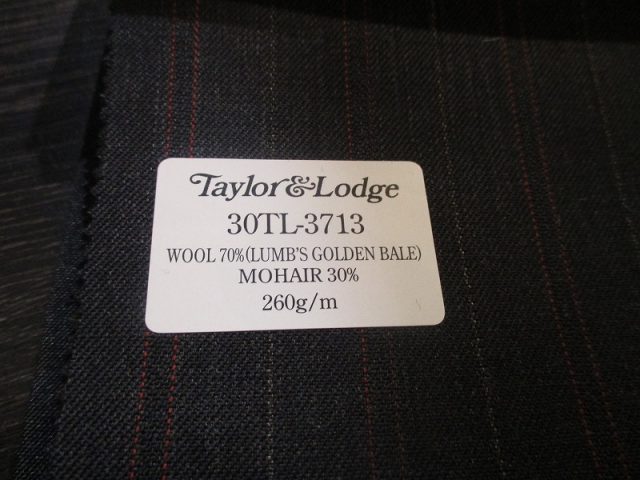 Taylor&Lodge
30TL-3713
WOOL 70%(LUMB'S GOLDEN BALE)
MOHAIR 30%
260g/m